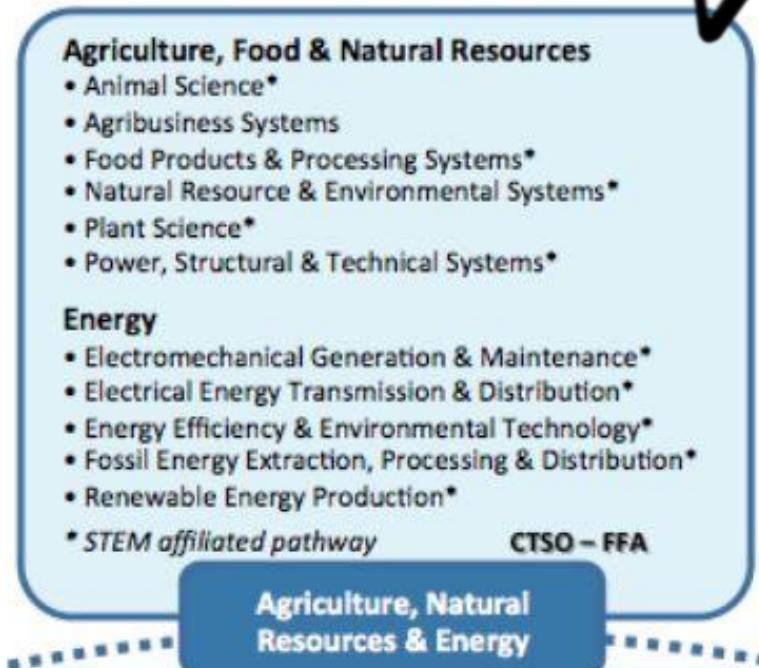 Agriculture, Food & Natural Resources
• Animal Science*
• Agribusiness Systems
• Food Products & Processing Systems*
• Natural Resource & Environmental Systems*
• Plant Science*
• Power, Structural & Technical Systems*
Energy
• Electromechanical Generation & Maintenance*
• Electrical Energy Transmission & Distribution*
• Energy Efficiency & Environmental Technology*
• Fossil Energy Extraction, Processing & Distribution*
• Renewable Energy Production*
* STEM affiliated pathway CTSO – FFA
Agriculture, Natural
Resources & Energy